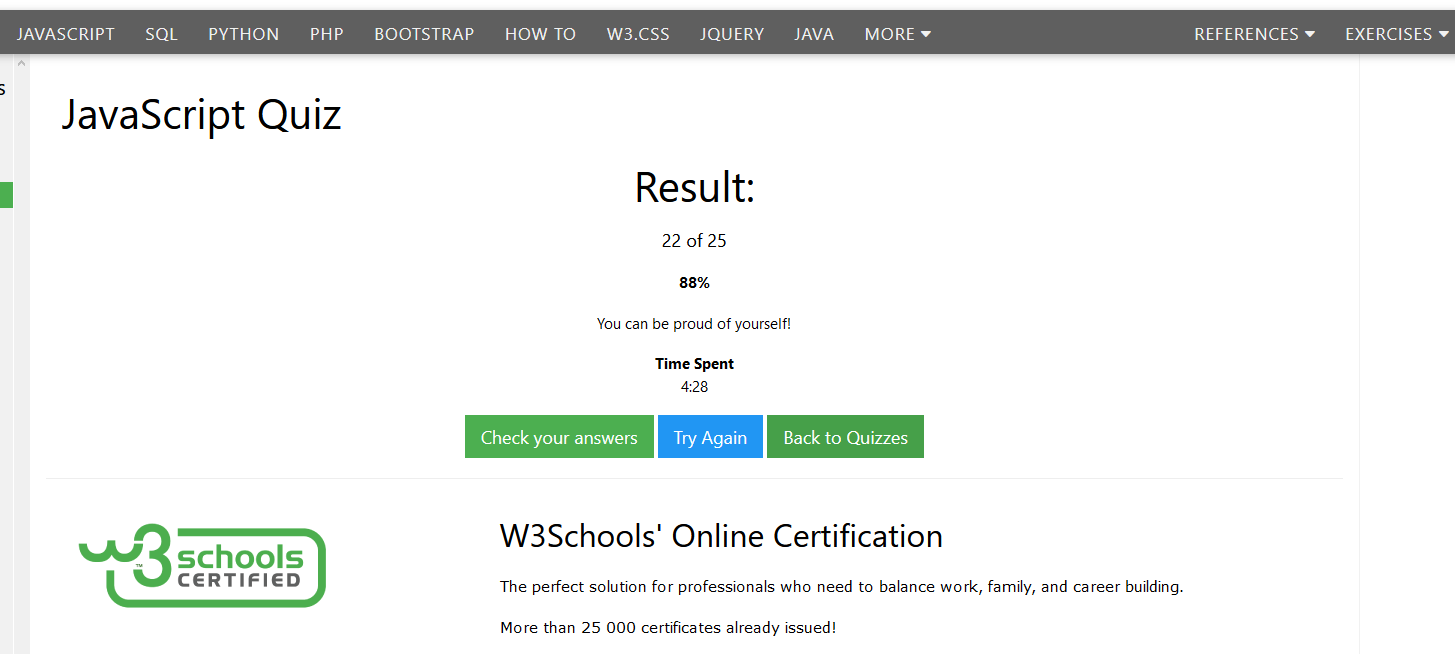 JAVASCRIPT SQL PYTHON PHP BOOTSTRAP HOW TO W3.CSS JQUERY JAVA MORE REFERENCES EXERCISES
s
JavaScript Quiz
Result:
22 of 25
88%
You can be proud of yourself!
Time Spent
4:28
Check your answers Try Again Back to Quizzes
w3schools
CERTIFIED
™
W3Schools' Online Certification
The perfect solution for professionals who need to balance work, family, and career building.
More than 25 000 certificates already issued!